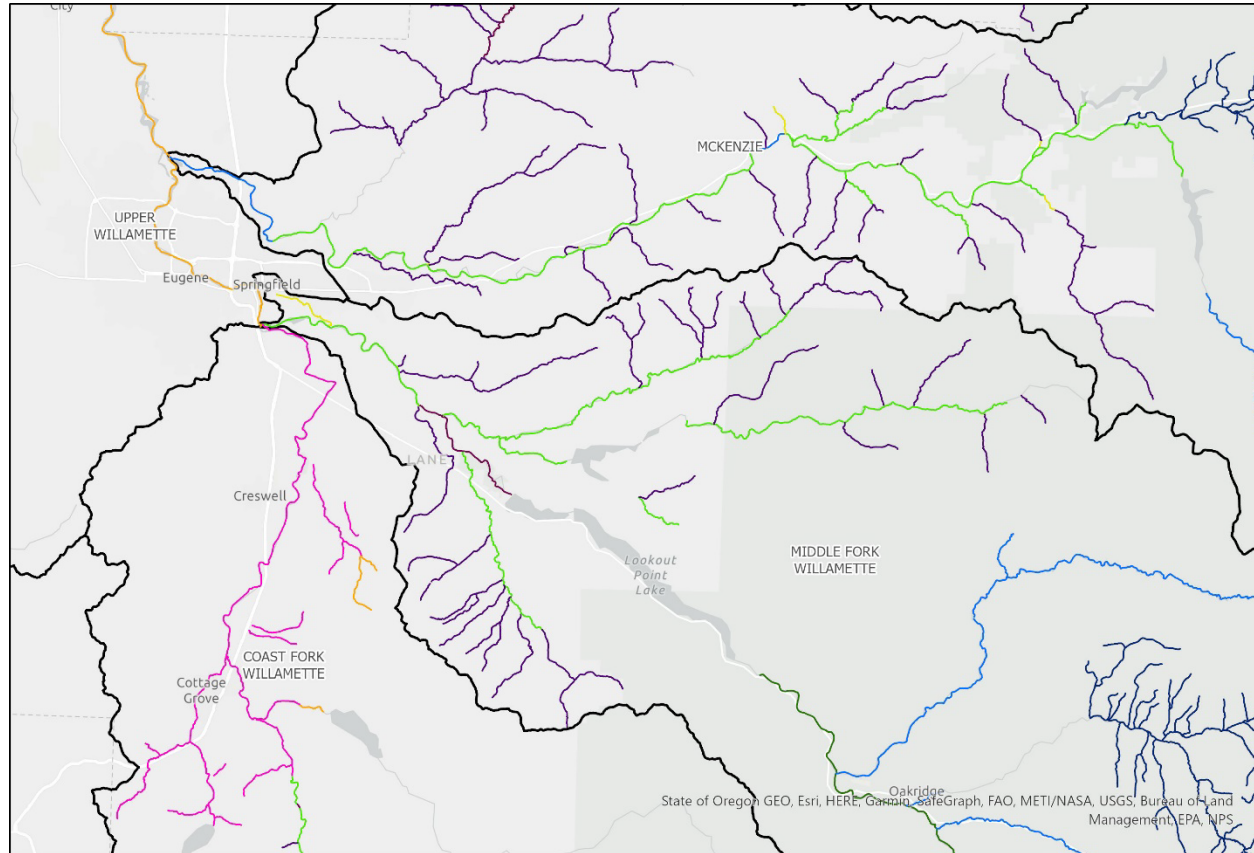 City
MCKENZIE
UPPER
WILLAMETTE
Eugene
Springfield
LANE
Creswell
Lookout
Point
Lake
MIDDLE FORK
WILLAMETTE
COAST FORK
WILLAMETTE
Cottage
Grove
Oakridge
State of Oregon GEO, Esri, HERE, Garmin, SafeGraph, FAO, METI/NASA, USGS, Bureau of Land
Management, EPA, NPS